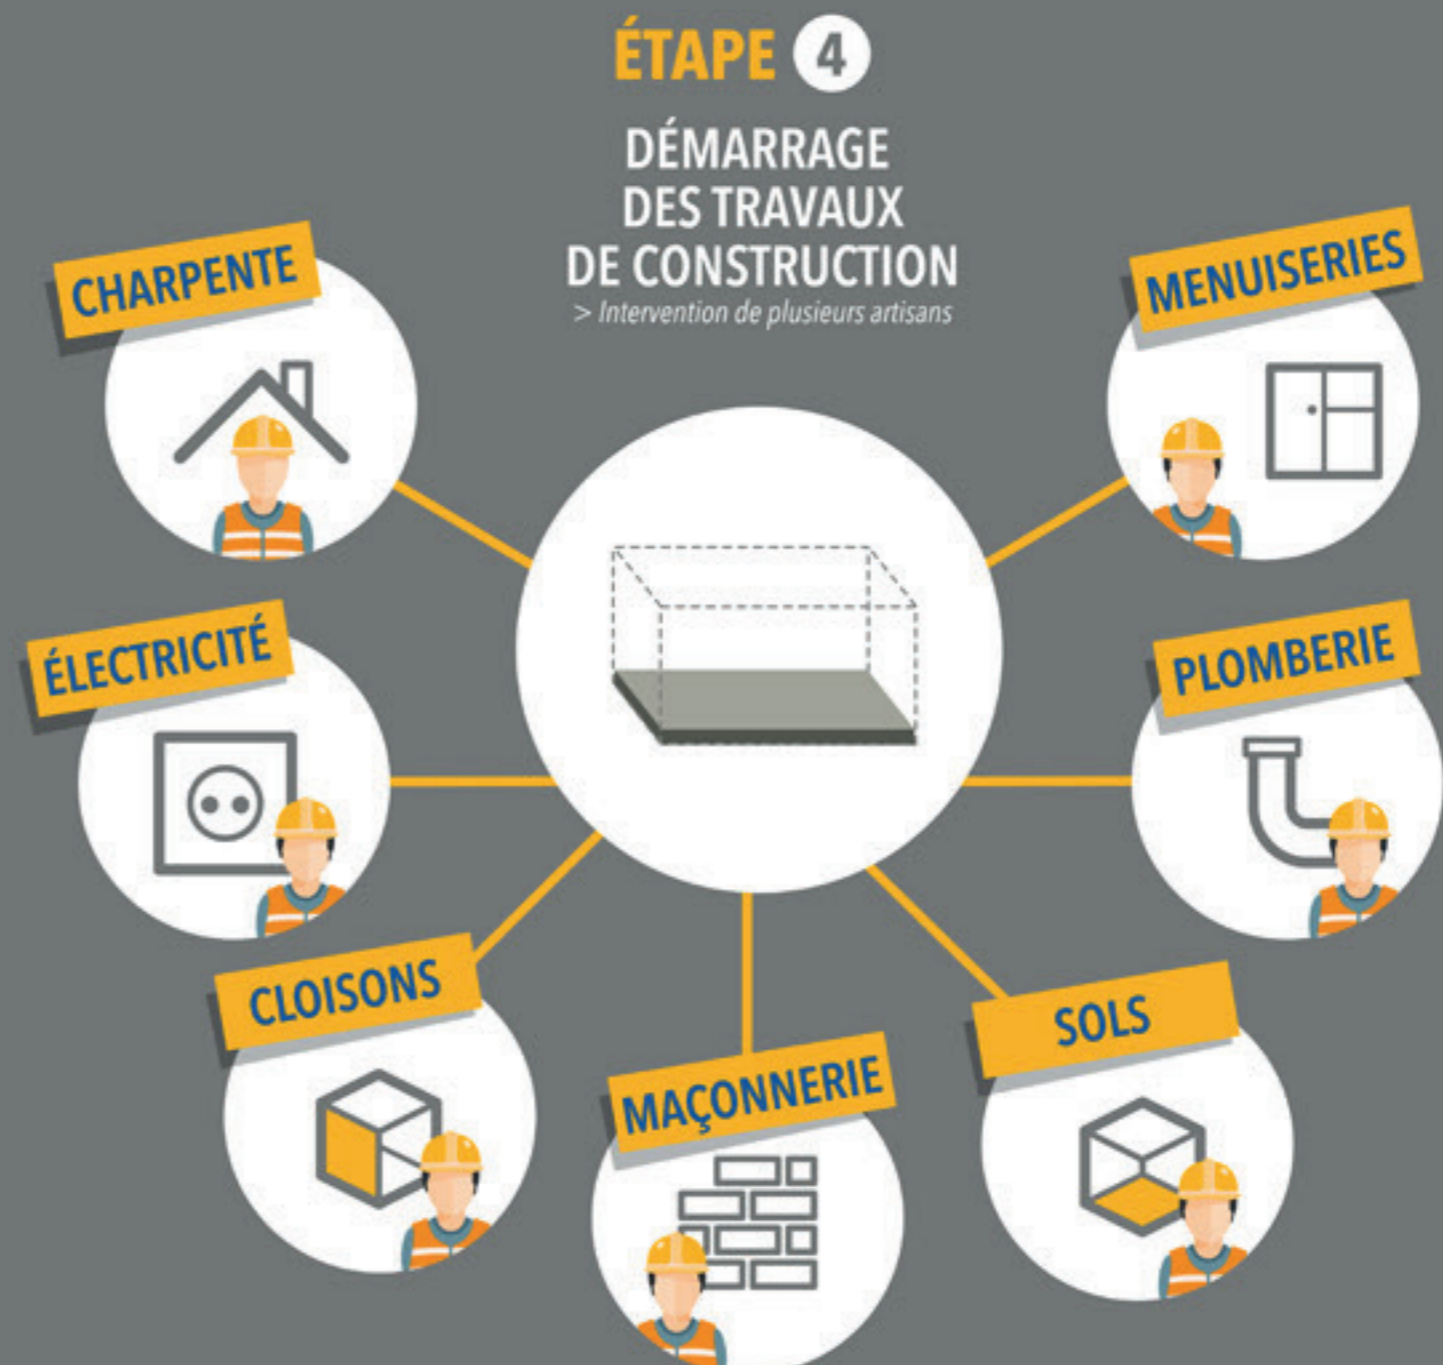 ÉTAPE 4
DÉMARRAGE
DES TRAVAUX
DE CONSTRUCTION
> Intervention de plusieurs artisans
CHARPENTE
MENUISERIES
ÉLECTRICITÉ
PLOMBERIE
CLOISONS
SOLS
MAÇONNERIE